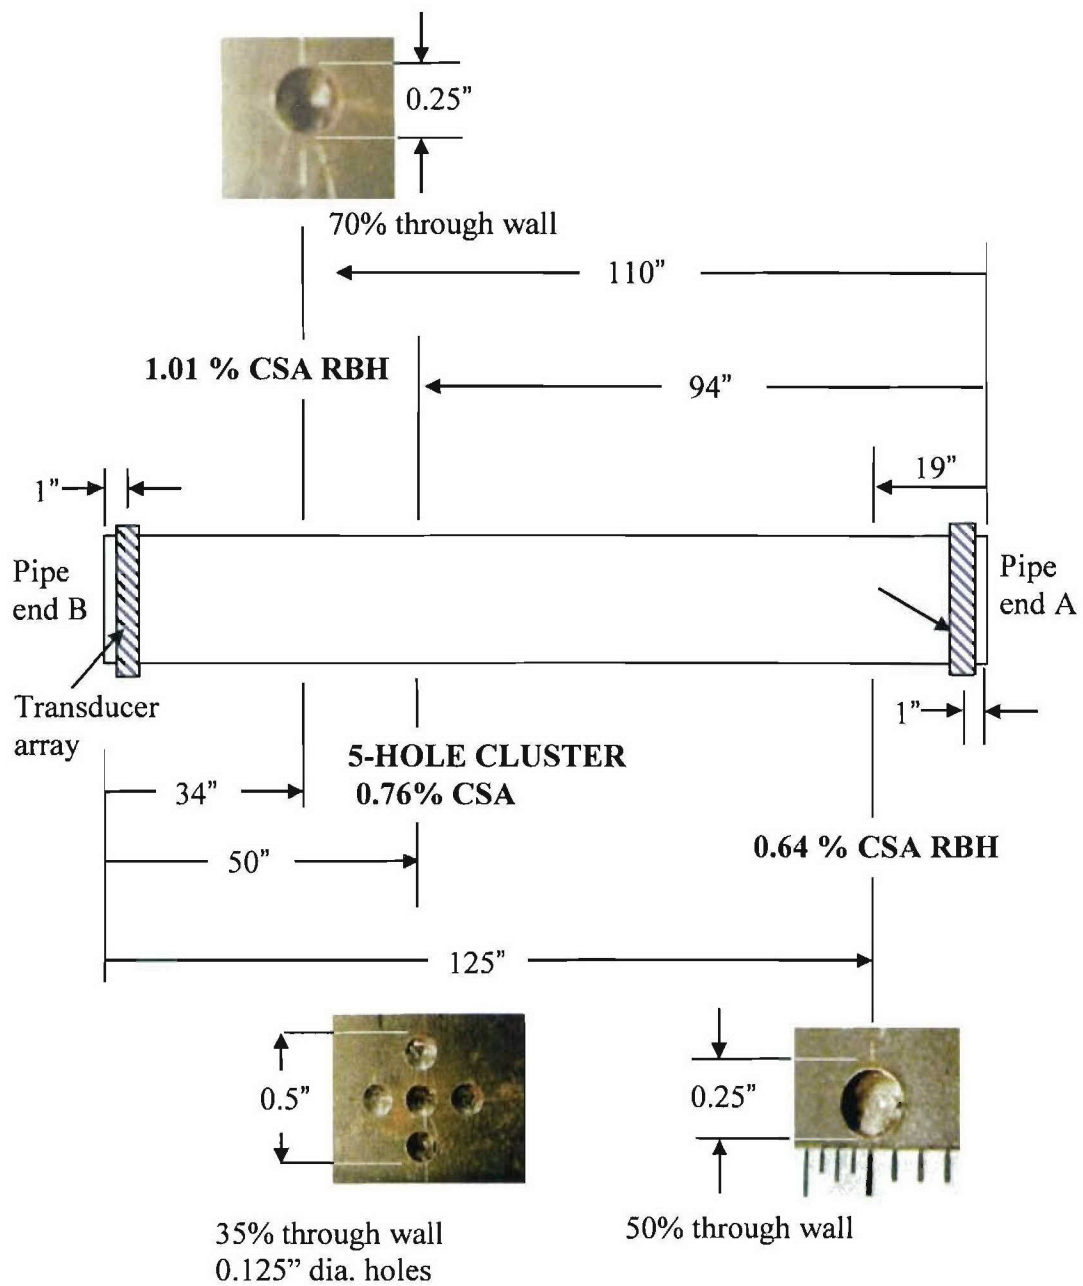 0.25”
70% through wall
110”
1.01 % CSA RBH
94”
19”
1”
Pipe
end B
Pipe
end A
Transducer
array
1”
5-HOLE CLUSTER
0.76% CSA
34”
0.64 % CSA RBH
50”
125”
0.5”
0.25”
35% through wall
0.125” dia. holes
50% through wall